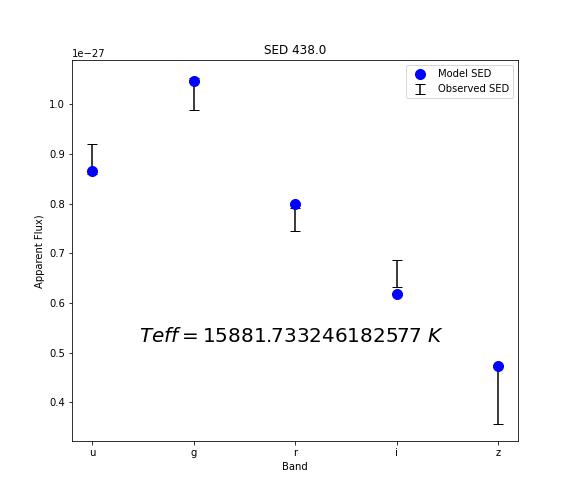 SED 438.0
1e−27
Model SED
Observed SED
1.0
0.9
0.8
0.7
0.6
0.5
0.4
Apparent Flux)
Teff = 15881.733246182577 K
u g r i z
Band